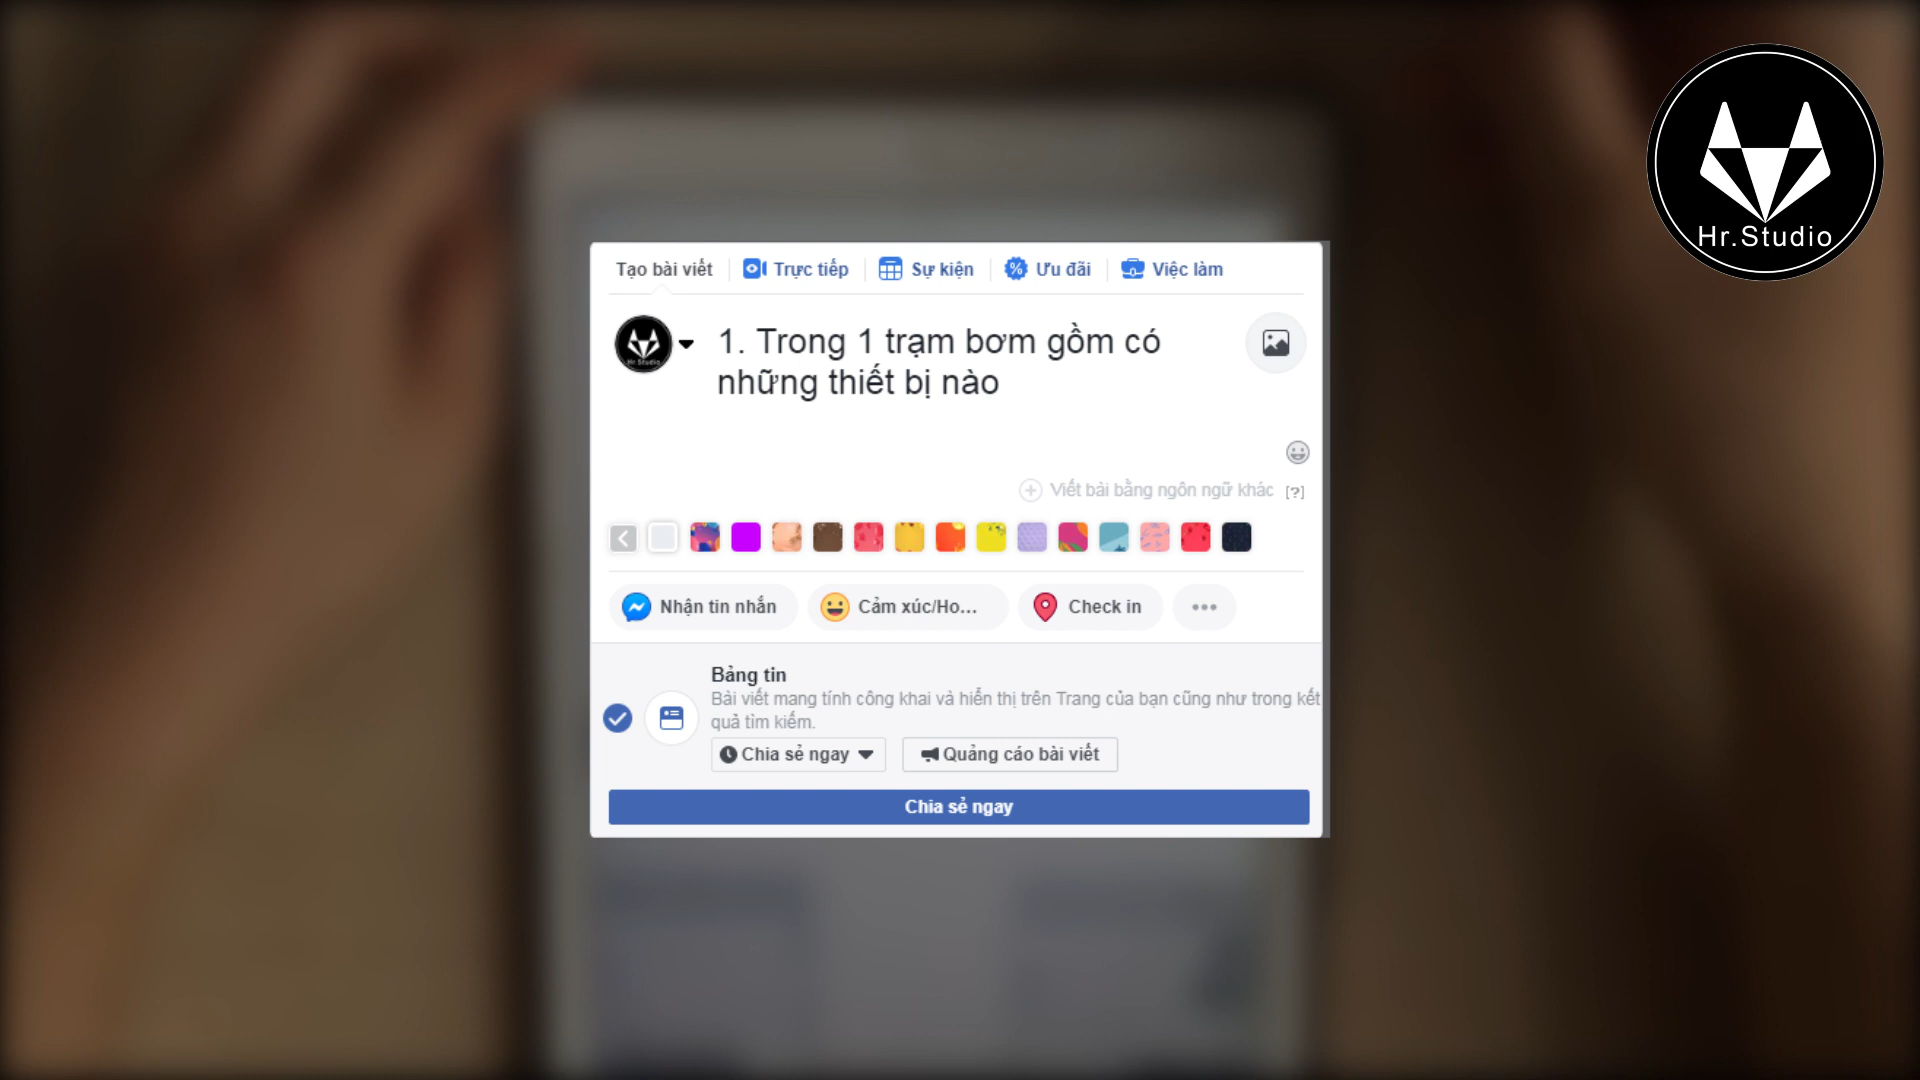 Hr.Studio
Tạo bài viết
Trực tiếp
Sự kiện
Ưu đãi
Việc làm
1. Trong 1 trạm bơm gồm có
những thiết bị nào
Viết bài bằng ngôn ngữ khác [?]
Nhận tin nhắn
Cảm xúc/Ho...
Check in
Bảng tin
Bài viết mang tính công khai và hiển thị trên Trang của bạn cũng như trong kết
quả tìm kiếm.
Chia sẻ ngay
Quảng cáo bài viết
Chia sẻ ngay